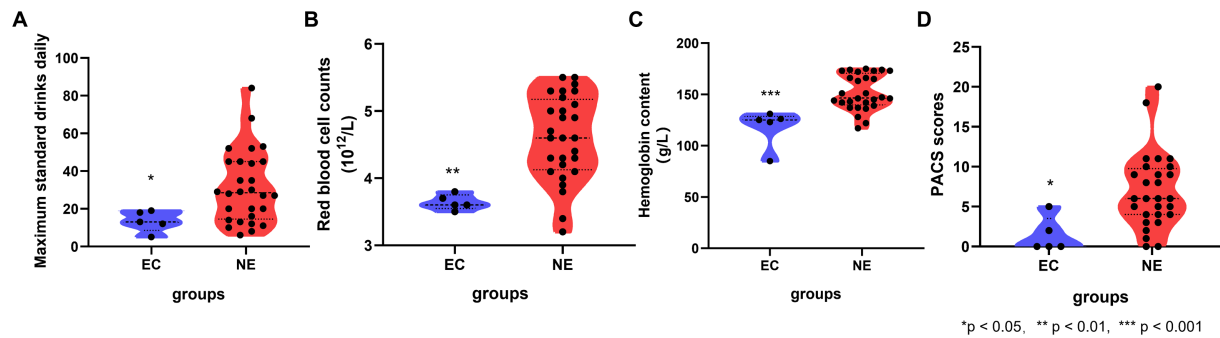 A
Maximum standard drinks daily
100
80
60
40
20
0
*
EC
NE
groups
B
Red blood cell counts
(10¹²/L)
6
5
4
3
**
EC
NE
groups
C
Hemoglobin content
(g/L)
200
150
100
50
0
***
EC
NE
groups
D
PACS scores
25
20
15
10
5
0
*
EC
NE
groups
*p < 0.05, ** p < 0.01, *** p < 0.001